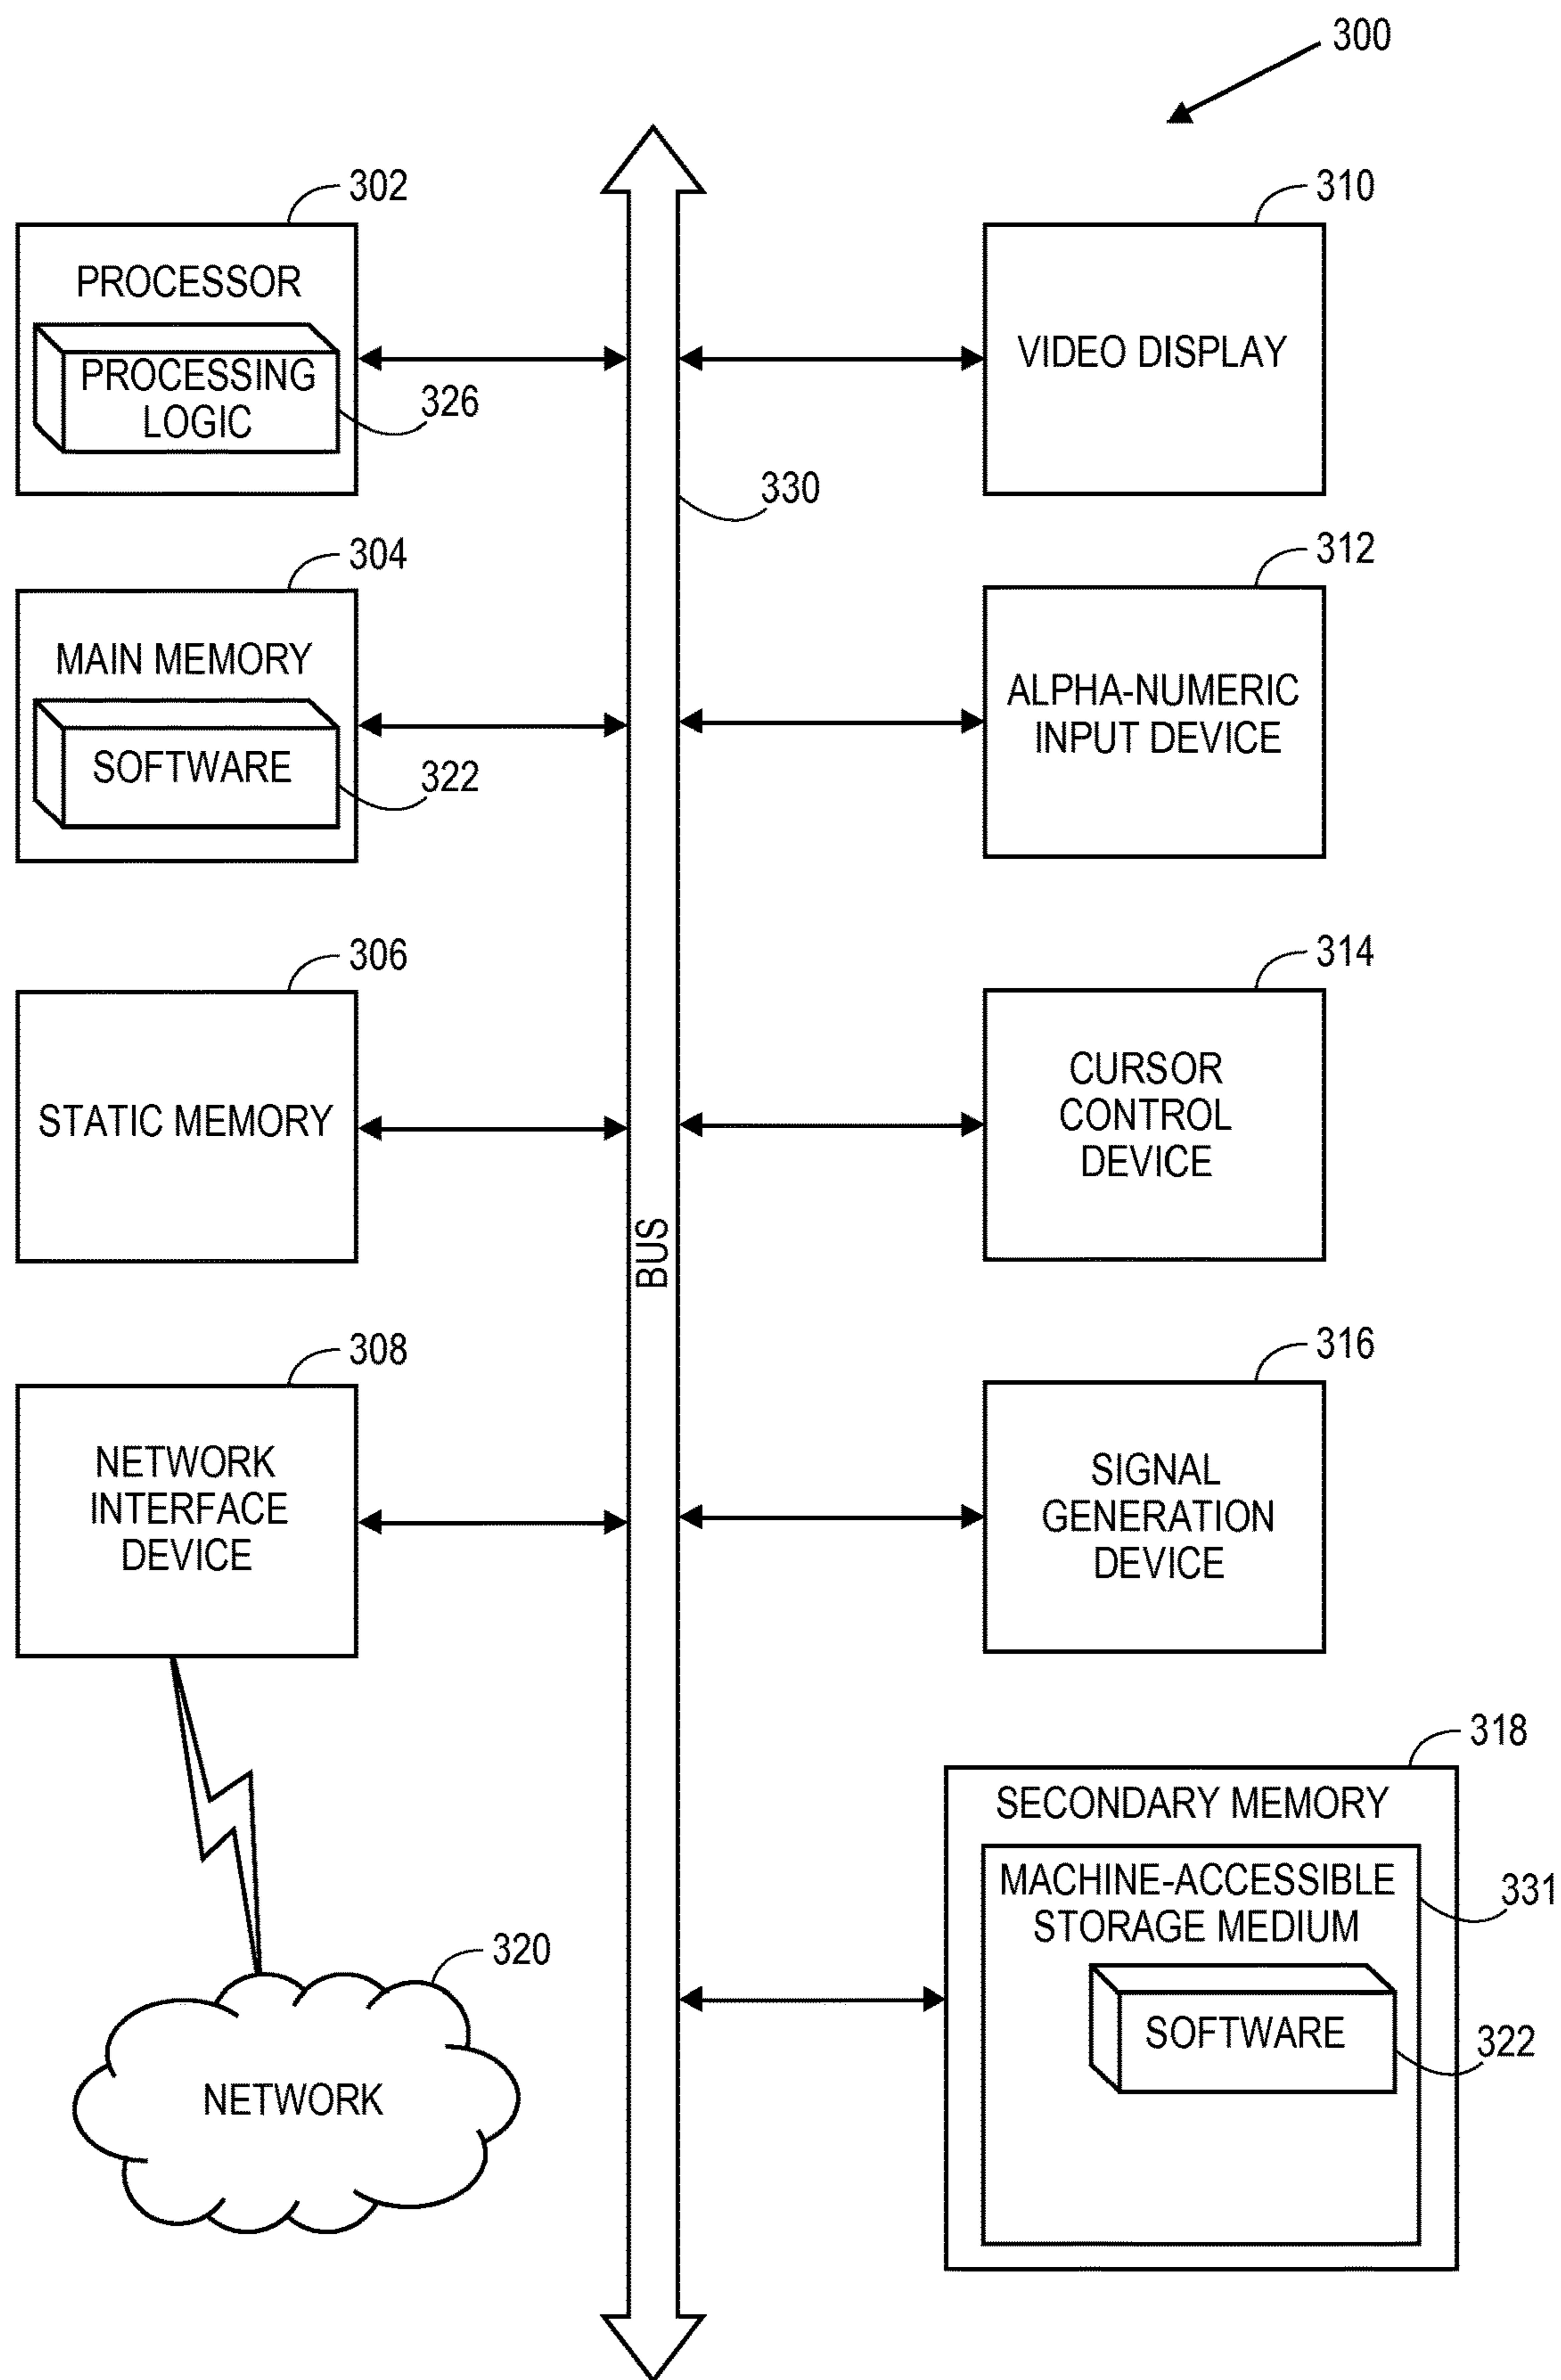 300
302
PROCESSOR
PROCESSING
LOGIC
326
304
MAIN MEMORY
SOFTWARE
322
306
STATIC MEMORY
308
NETWORK
INTERFACE
DEVICE
320
NETWORK
330
BUS
310
VIDEO DISPLAY
312
ALPHA-NUMERIC
INPUT DEVICE
314
CURSOR
CONTROL
DEVICE
316
SIGNAL
GENERATION
DEVICE
318
SECONDARY MEMORY
MACHINE-ACCESSIBLE
STORAGE MEDIUM
331
SOFTWARE
322